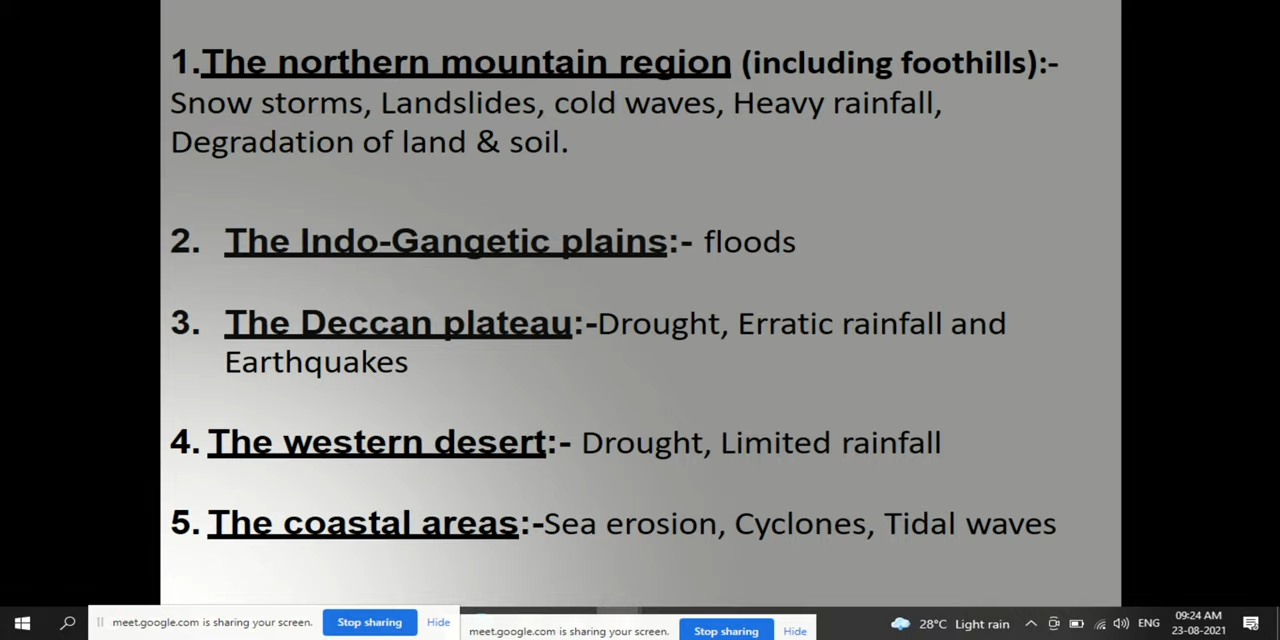 1.The northern mountain region (including foothills):-
Snow storms, Landslides, cold waves, Heavy rainfall,
Degradation of land & soil.
2. The Indo-Gangetic plains:- floods
3. The Deccan plateau:-Drought, Erratic rainfall and
Earthquakes
4. The western desert:- Drought, Limited rainfall
5. The coastal areas:-Sea erosion, Cyclones, Tidal waves
meet.google.com is sharing your screen. Stop sharing Hide
meet.google.com is sharing your screen. Stop sharing Hide
28°C Light rain ENG
09:24 AM
23-08-2021